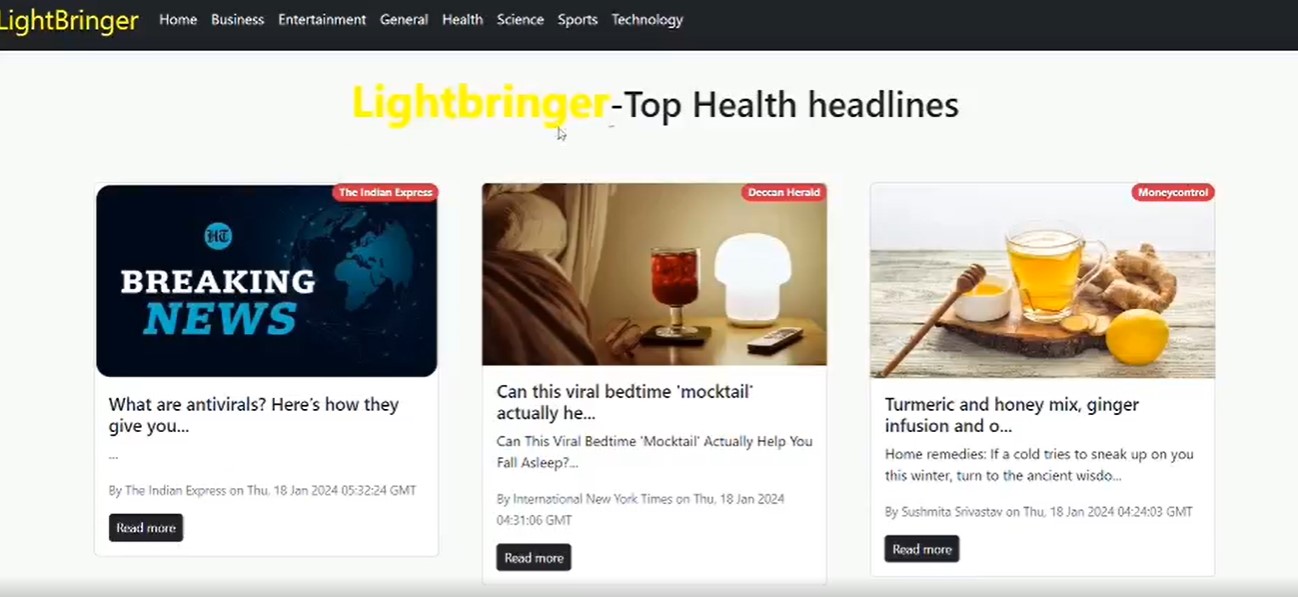 LightBringer Home Business Entertainment General Health Science Sports Technology
Lightbringer-Top Health headlines
The Indian Express
HT
BREAKING
NEWS
What are antivirals? Here's how they
give you...
...
By The Indian Express on Thu, 18 Jan 2024 05:32:24 GMT
Read more
Deccan Herald
Can this viral bedtime 'mocktail'
actually he...
Can This Viral Bedtime 'Mocktail' Actually Help You
Fall Asleep?...
By International New York Times on Thu, 18 Jan 2024
04:31:06 GMT
Read more
Moneycontrol
Turmeric and honey mix, ginger
infusion and o...
Home remedies: If a cold tries to sneak up on you
this winter, turn to the ancient wisdo...
By Sushmita Srivastav on Thu, 18 Jan 2024 04:24:03 GMT
Read more